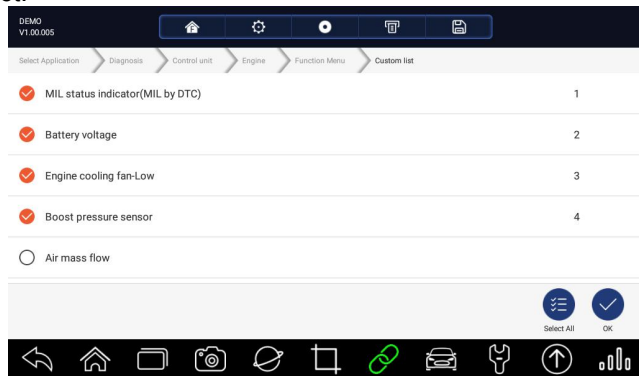 DEMO
V1.00.005
Select Application Diagnosis Control unit Engine Function Menu Custom list
MIL status indicator(MIL by DTC) 1
Battery voltage 2
Engine cooling fan-Low 3
Boost pressure sensor 4
Air mass flow
Select All OK